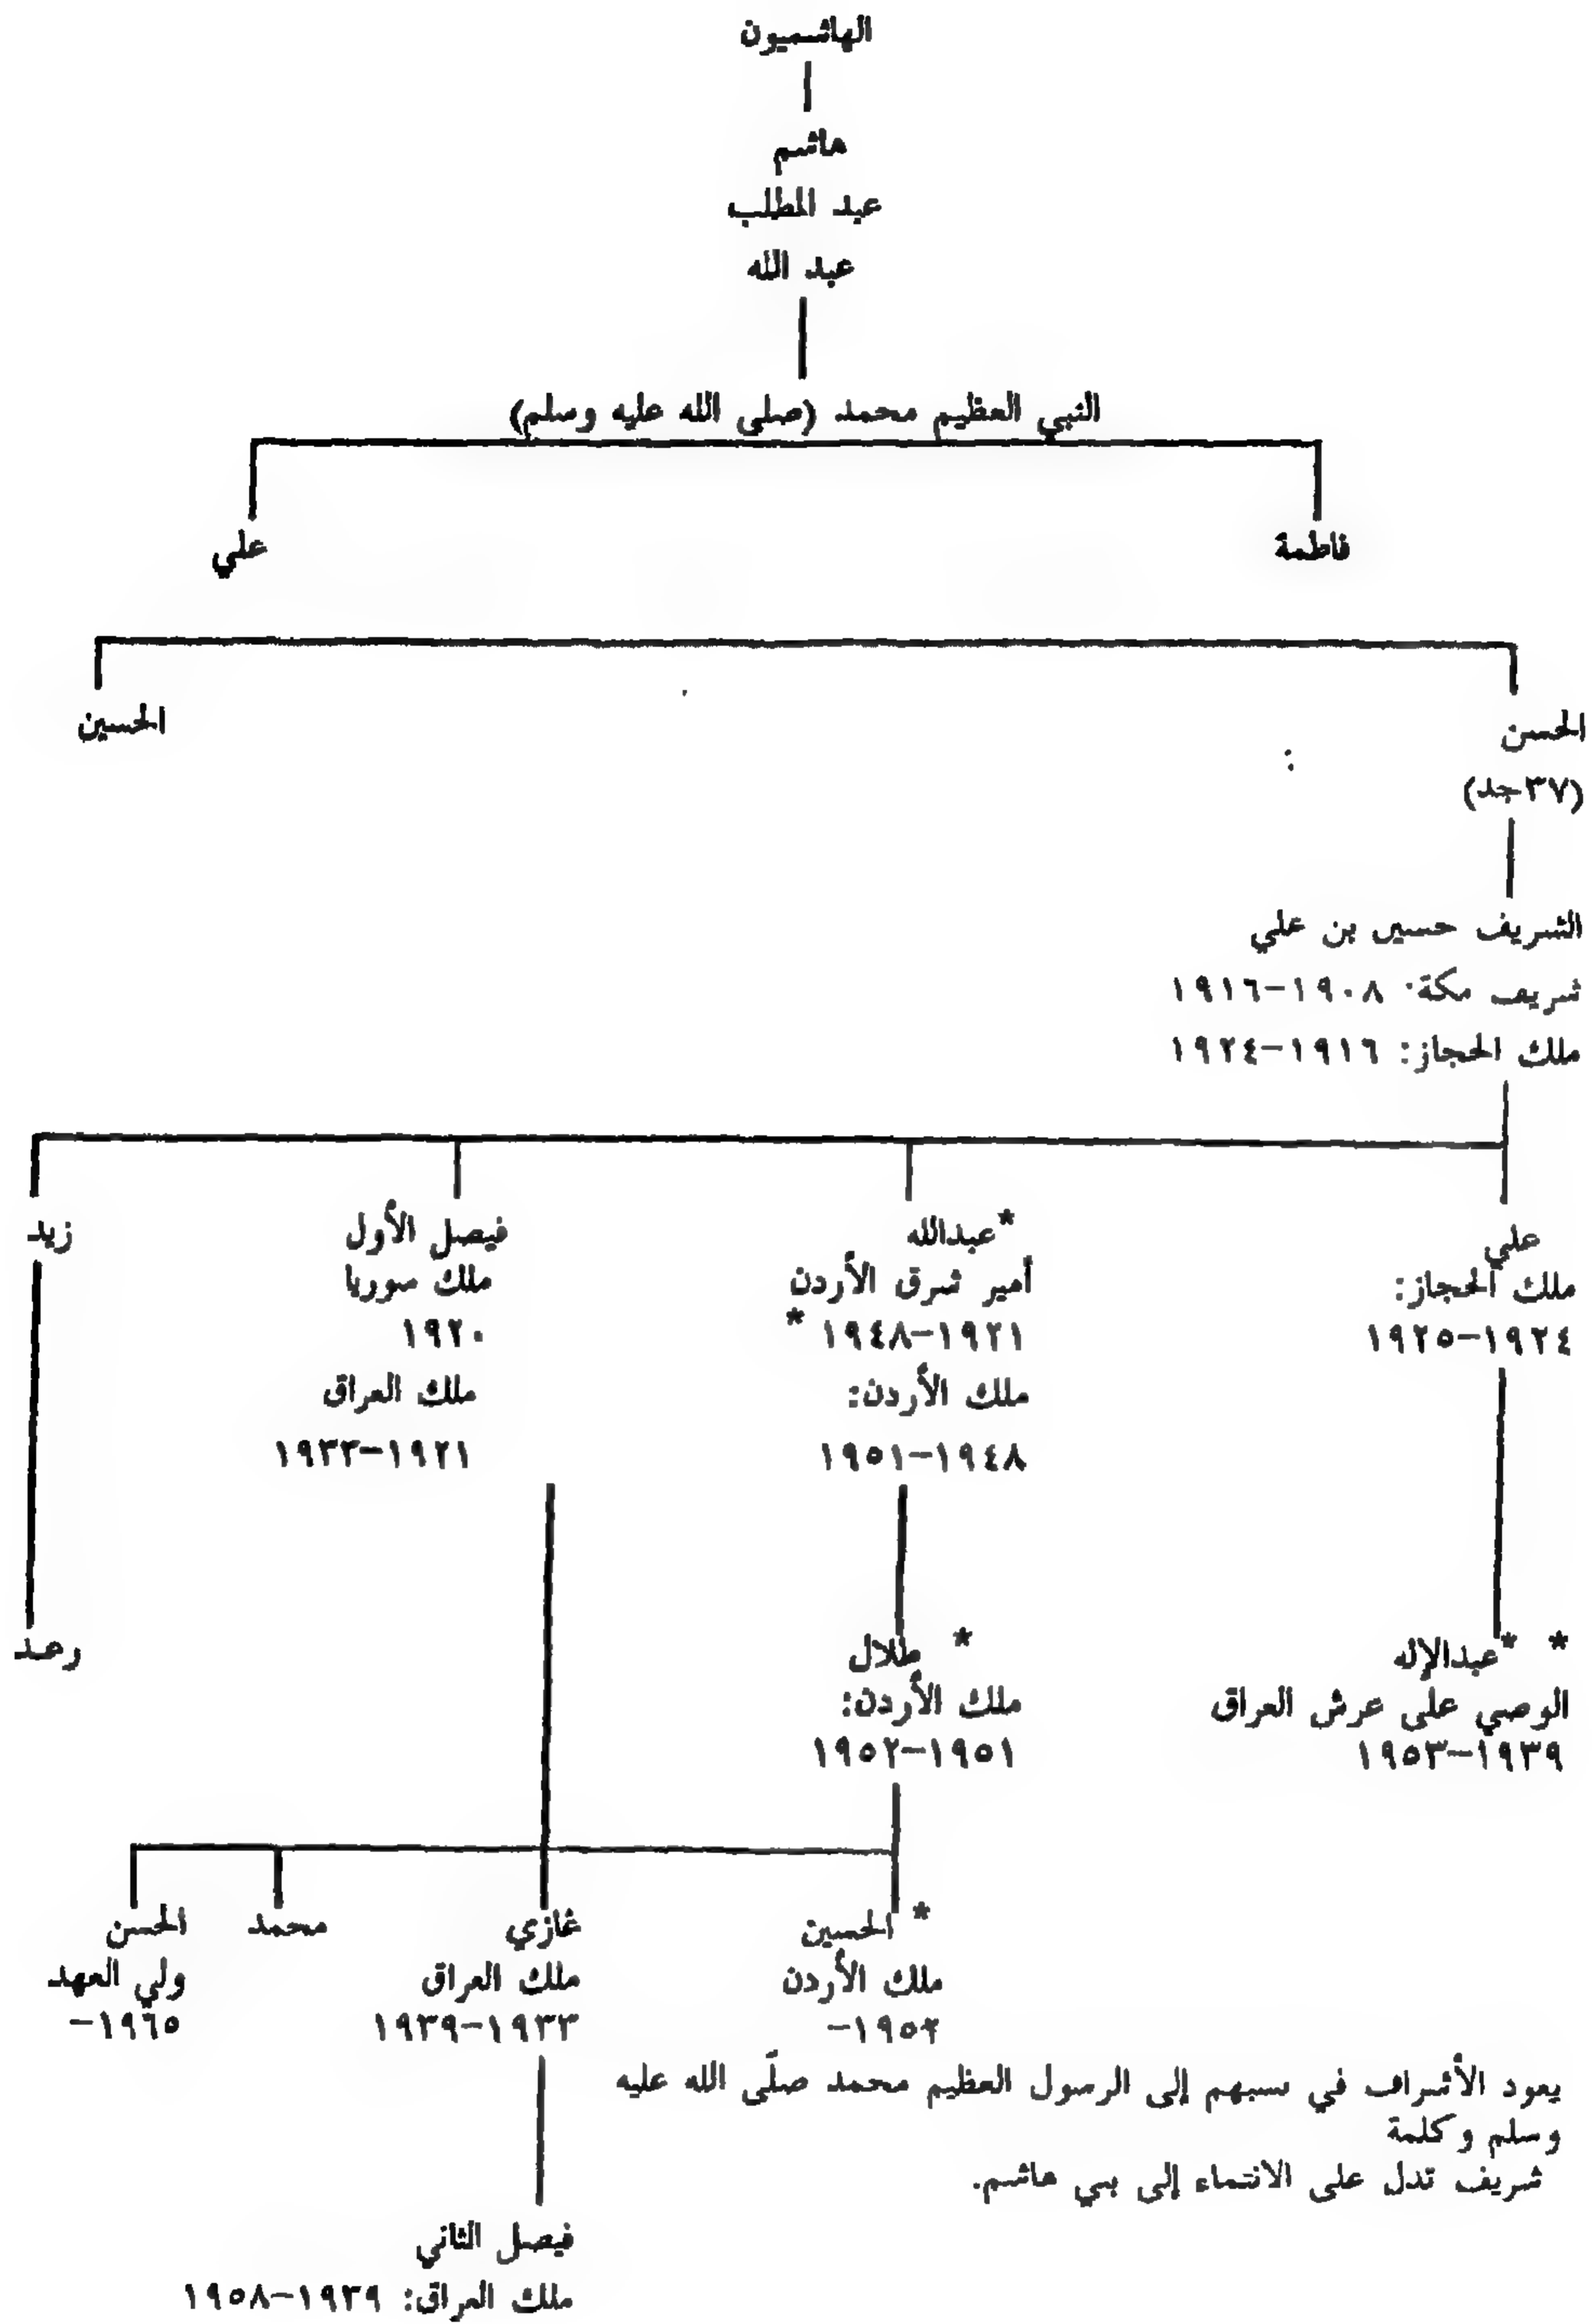 الهاشميون
هاشم
عبد المطلب
عبد الله
النبي العظيم محمد (صلى الله عليه وسلم)
فاطمة
علي
الحسن
(٣٧جد)
الحسين
الشريف حسين بن علي
شريف مكة: ١٩٠٨-١٩١٦
ملك الحجاز: ١٩١٦-١٩٢٤
علي
ملك الحجاز:
١٩٢٤-١٩٢٥
*عبدالله
أمير شرق الأردن
١٩٢١-١٩٤٨ *
ملك الأردن:
١٩٤٨-١٩٥١
فيصل الأول
ملك سوريا
١٩٢٠
ملك العراق
١٩٢١-١٩٣٣
زيد
* *عبدالإله
الوصي على عرش العراق
١٩٣٩-١٩٥٣
* طلال
ملك الأردن:
١٩٥١-١٩٥٢
رعد
* الحسين
ملك الأردن
١٩٥٢-
غازي
ملك العراق
١٩٣٣-١٩٣٩
محمد
الحسن
ولي العهد
١٩٦٥-
يعود الأشراف في نسبهم إلى الرسول العظيم محمد صلّى الله عليه
وسلم وكلمة
شريف تدل على الانتماء إلى بني هاشم.
فيصل الثاني
ملك العراق: ١٩٣٩-١٩٥٨